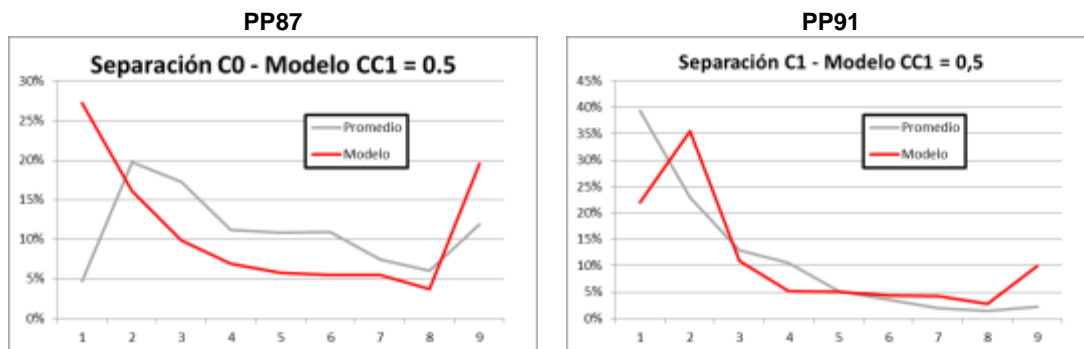 PP87
Separación C0 - Modelo CC1 = 0.5
30%
25%
20%
15%
10%
5%
0%
Promedio
Modelo
1 2 3 4 5 6 7 8 9
PP91
Separación C1 - Modelo CC1 = 0,5
45%
40%
35%
30%
25%
20%
15%
10%
5%
0%
Promedio
Modelo
1 2 3 4 5 6 7 8 9